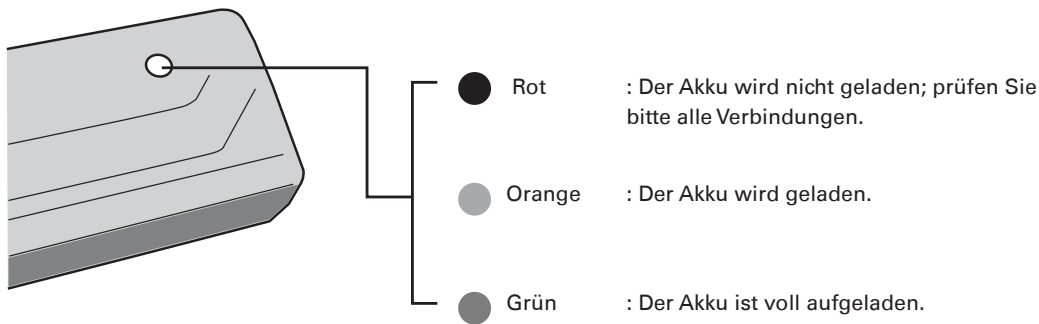 Rot : Der Akku wird nicht geladen; prüfen Sie
bitte alle Verbindungen.
Orange : Der Akku wird geladen.
Grün : Der Akku ist voll aufgeladen.